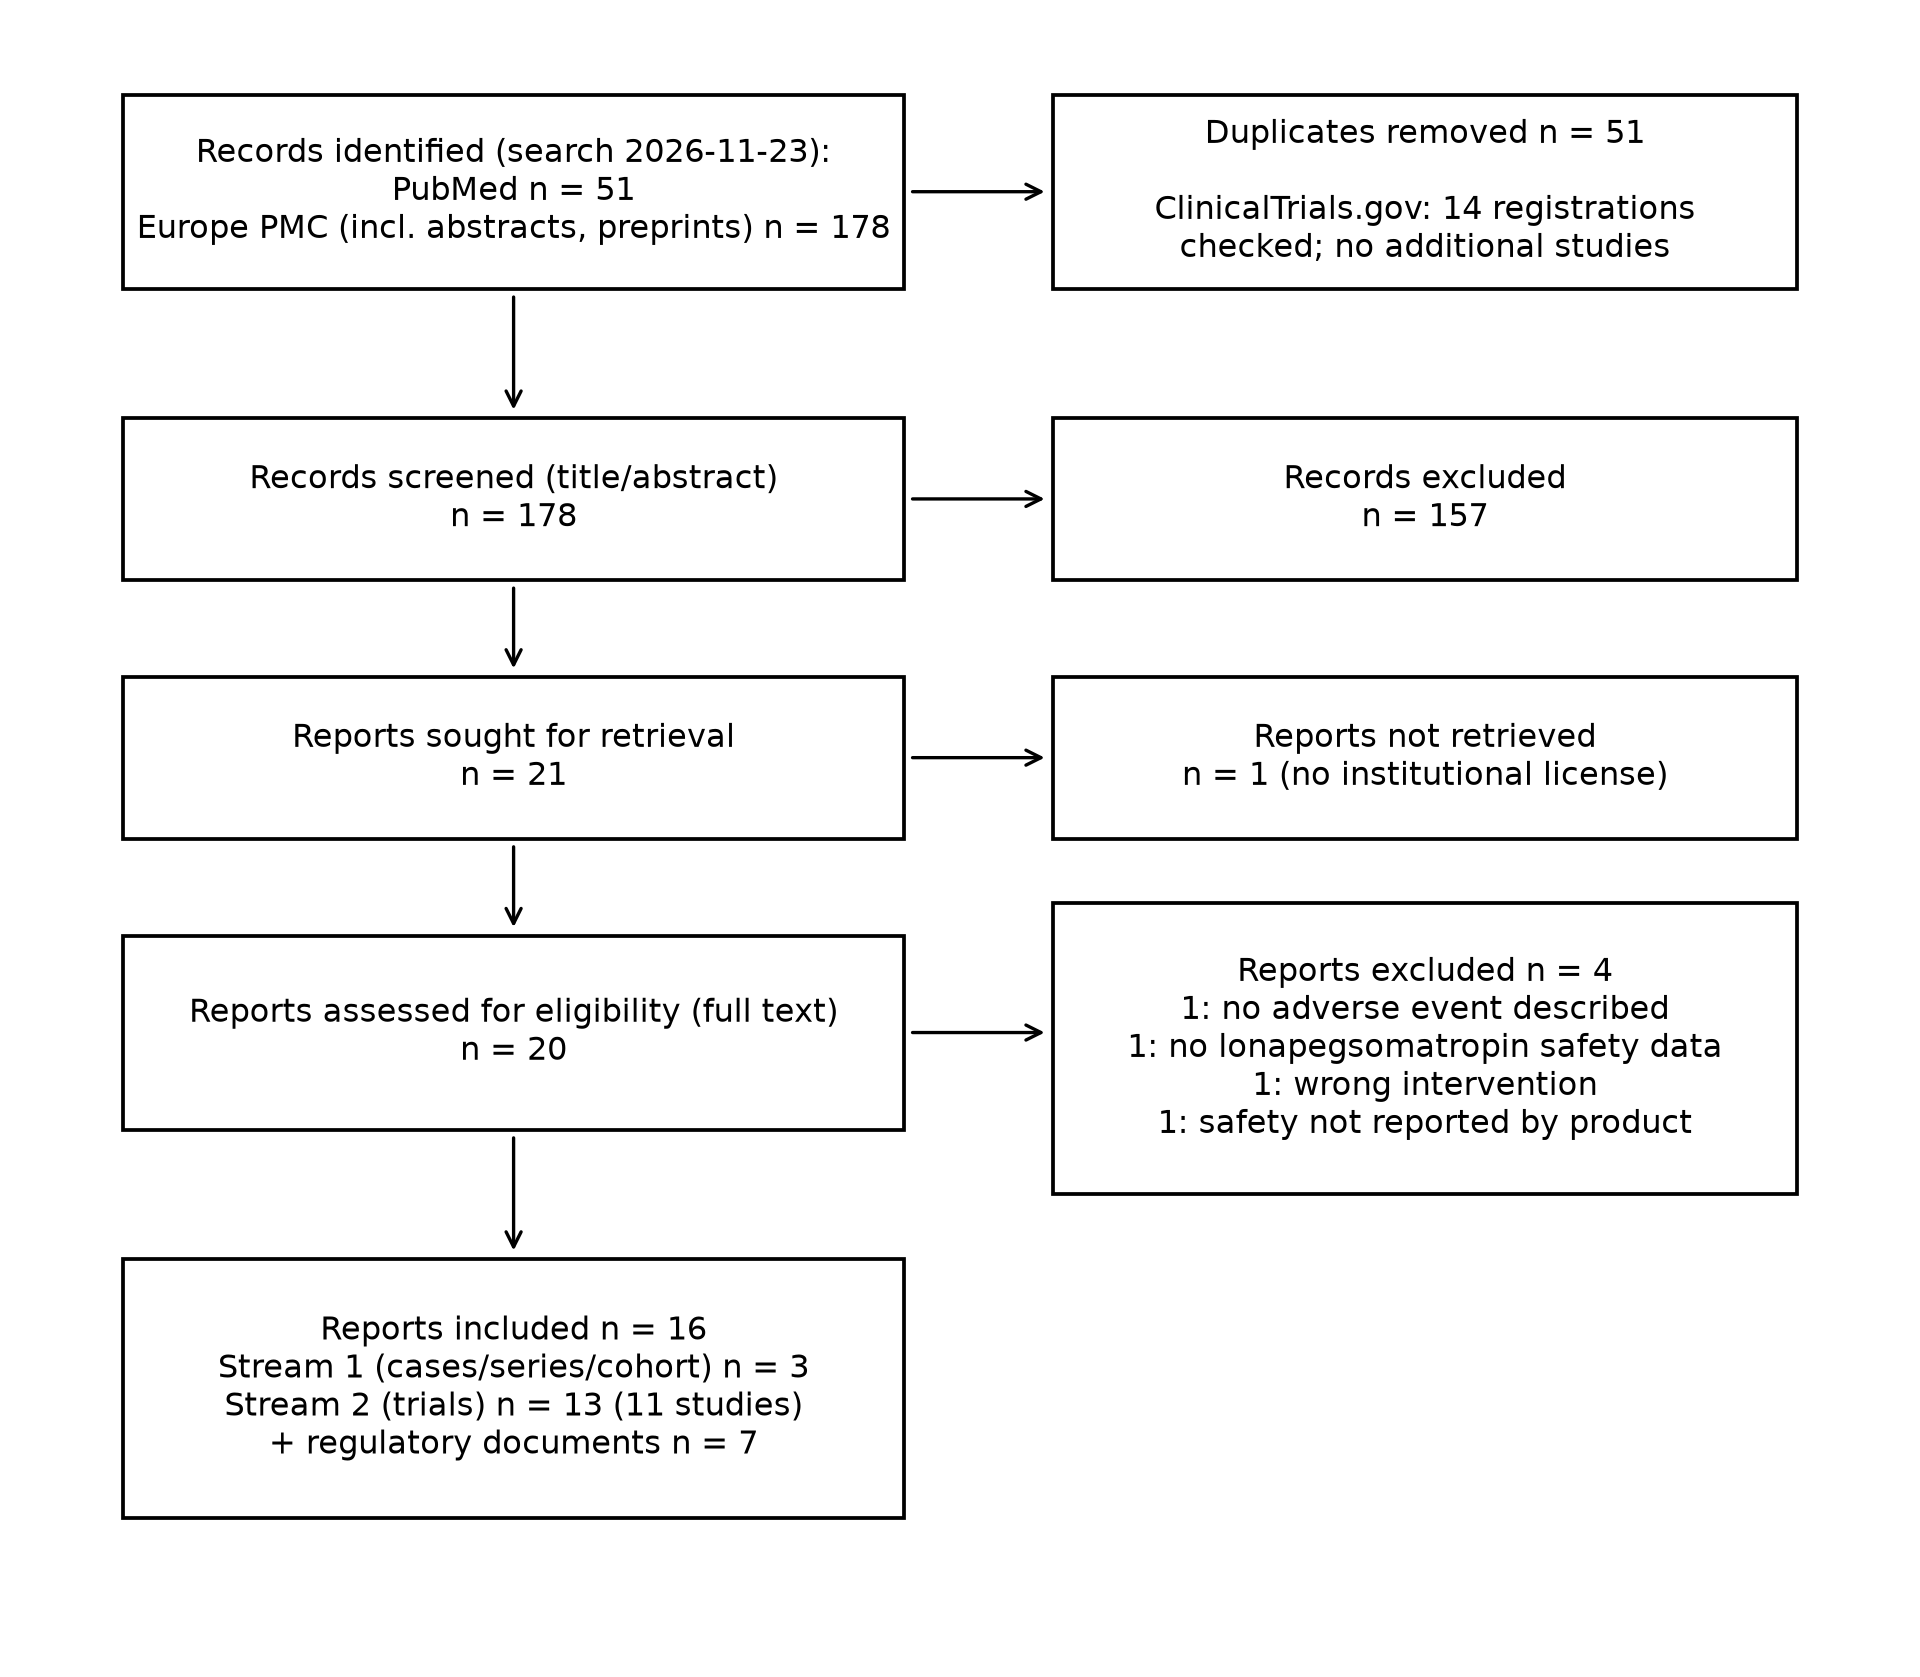 Records identified (search 2026-11-23):
PubMed n = 51
Europe PMC (incl. abstracts, preprints) n = 178
Duplicates removed n = 51
ClinicalTrials.gov: 14 registrations
checked; no additional studies
Records screened (title/abstract)
n = 178
Records excluded
n = 157
Reports sought for retrieval
n = 21
Reports not retrieved
n = 1 (no institutional license)
Reports assessed for eligibility (full text)
n = 20
Reports excluded n = 4
1: no adverse event described
1: no lonapegsomatropin safety data
1: wrong intervention
1: safety not reported by product
Reports included n = 16
Stream 1 (cases/series/cohort) n = 3
Stream 2 (trials) n = 13 (11 studies)
+ regulatory documents n = 7